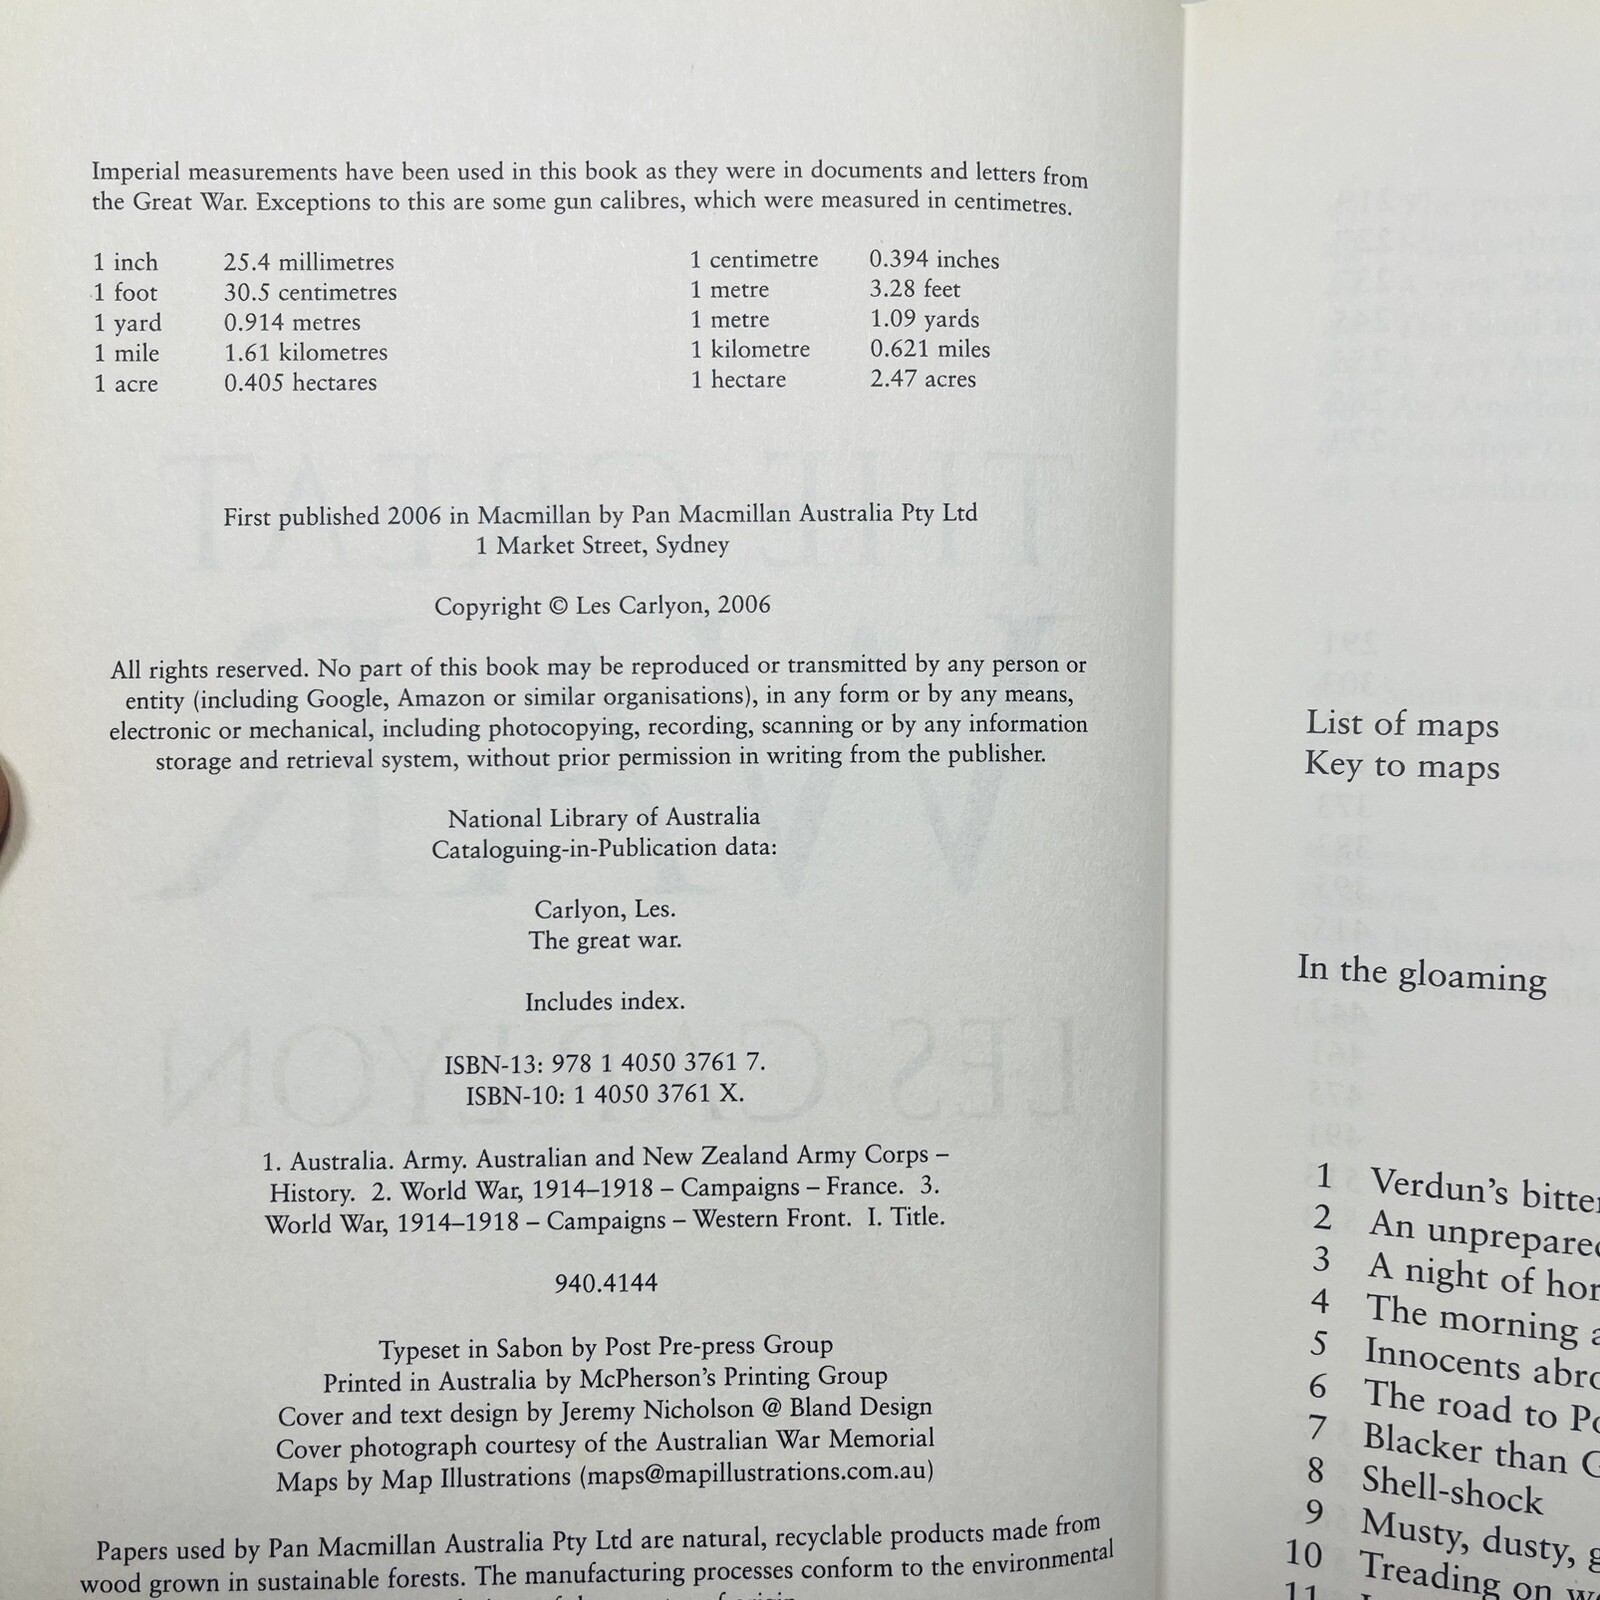 Imperial measurements have been used in this book as they were in documents and letters from
the Great War. Exceptions to this are some gun calibres, which were measured in centimetres.
1 inch 25.4 millimetres
1 foot 30.5 centimetres
1 yard 0.914 metres
1 mile 1.61 kilometres
1 acre 0.405 hectares
1 centimetre 0.394 inches
1 metre 3.28 feet
1 metre 1.09 yards
1 kilometre 0.621 miles
1 hectare 2.47 acres
First published 2006 in Macmillan by Pan Macmillan Australia Pty Ltd
1 Market Street, Sydney
Copyright © Les Carlyon, 2006
All rights reserved. No part of this book may be reproduced or transmitted by any person or
entity (including Google, Amazon or similar organisations), in any form or by any means,
electronic or mechanical, including photocopying, recording, scanning or by any information
storage and retrieval system, without prior permission in writing from the publisher.
National Library of Australia
Cataloguing-in-Publication data:
Carlyon, Les.
The great war.
Includes index.
ISBN-13: 978 1 4050 3761 7.
ISBN-10: 1 4050 3761 X.
1. Australia. Army. Australian and New Zealand Army Corps –
History. 2. World War, 1914–1918 – Campaigns – France. 3.
World War, 1914–1918 – Campaigns – Western Front. I. Title.
940.4144
Typeset in Sabon by Post Pre-press Group
Printed in Australia by McPherson's Printing Group
Cover and text design by Jeremy Nicholson @ Bland Design
Cover photograph courtesy of the Australian War Memorial
Maps by Map Illustrations (maps@mapillustrations.com.au)
Papers used by Pan Macmillan Australia Pty Ltd are natural, recyclable products made from
wood grown in sustainable forests. The manufacturing processes conform to the environmental
List of maps
Key to maps
In the gloaming
1 Verdun's
2 An
3 A night of
4 The morning
5 Innocents
6 The road to
7 Blacker than
8 Shell-shock
9 Musty, dusty,
10 Treading on
11